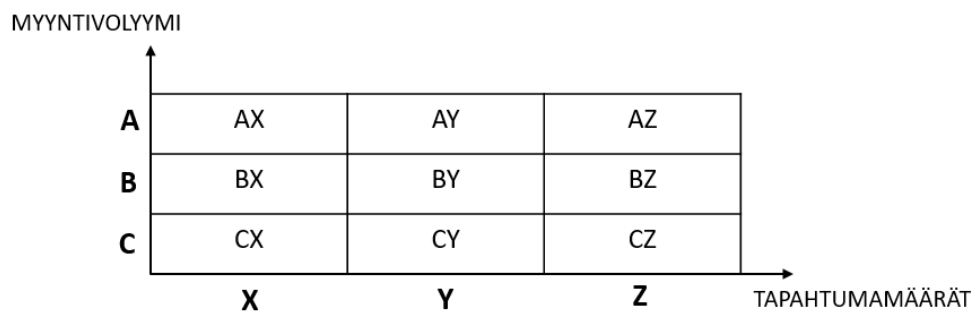 MYYNTIVOLYYMI
A AX AY AZ
B BX BY BZ
C CX CY CZ
X Y Z
TAPAHTUMAMÄÄRÄT